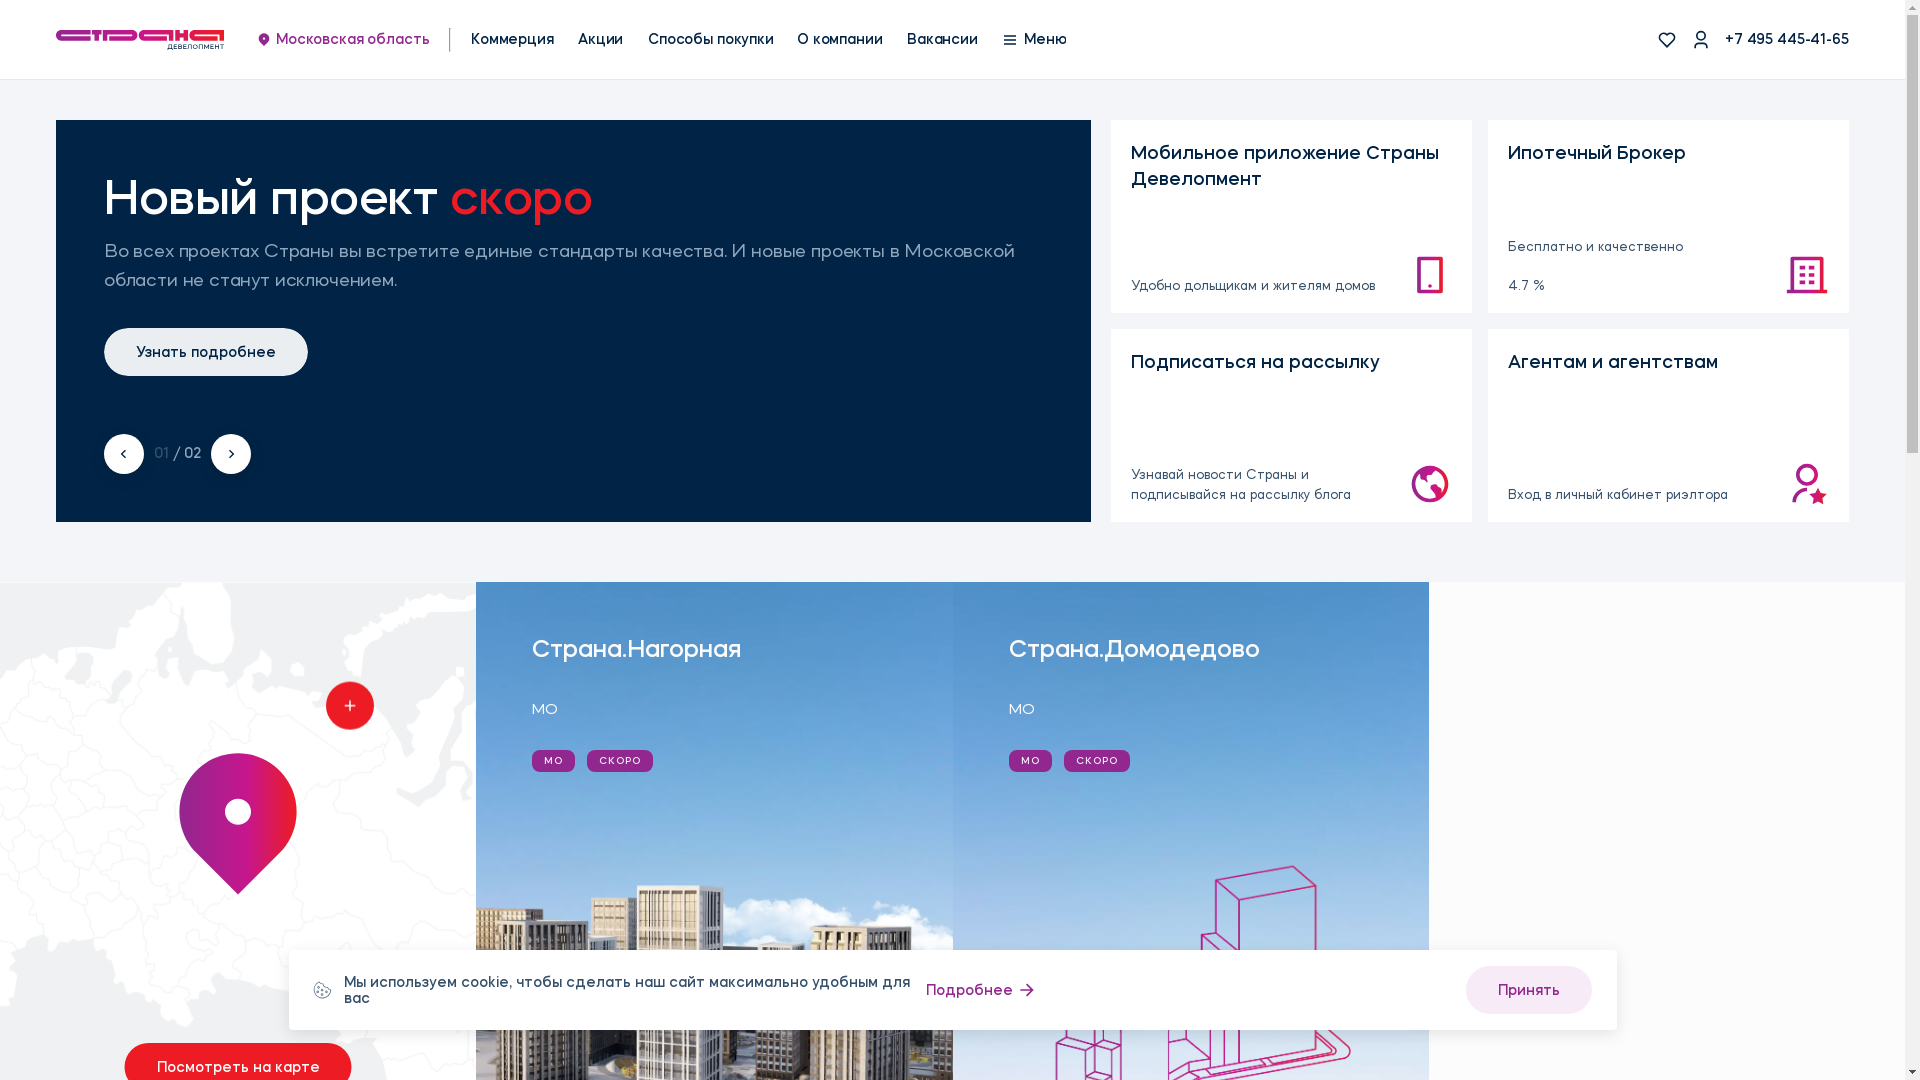 страна
ДЕВЕЛОПМЕНТ
Московская область
Коммерция
Акции
Способы покупки
О компании
Вакансии
Меню
+7 495 445-41-65
Новый проект скоро
Во всех проектах Страны вы встретите единые стандарты качества. И новые проекты в Московской
области не станут исключением.
Узнать подробнее
01 / 02
Мобильное приложение Страны
Девелопмент
Удобно дольщикам и жителям домов
Ипотечный Брокер
Бесплатно и качественно
4.7 %
Подписаться на рассылку
Узнавай новости Страны и
подписывайся на рассылку блога
Агентам и агентствам
Вход в личный кабинет риэлтора
Посмотреть на карте
Страна.Нагорная
МО
МО
СКОРО
Страна.Домодедово
МО
МО
СКОРО
Мы используем cookie, чтобы сделать наш сайт максимально удобным для
вас
Подробнее
Принять